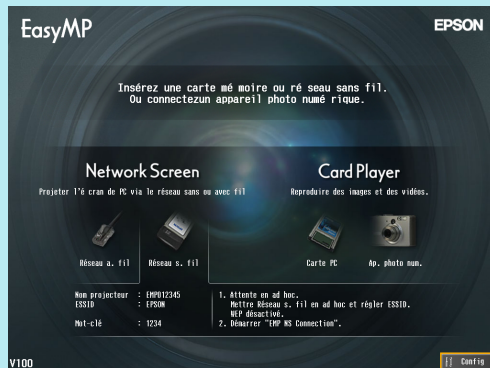 EasyMP
EPSON
Insérez une carte mé moire ou ré seau sans fil.
Ou connectezun appareil photo numé rique.
Network Screen
Projeter l'é cran de PC via le réseau sans ou avec fil
Card Player
Reproduire des images et des vidéos.
Réseau a. fil
Réseau s. fil
Carte PC
Ap. photo num.
Nom projecteur : EMP012345
ESSID : EPSON
Mot-clé : 1234
1. Attente en ad hoc.
Mettre Réseau s. fil en ad hoc et régler ESSID.
WEP désactivé.
2. Démarrer "EMP NS Connection".
V100
Config